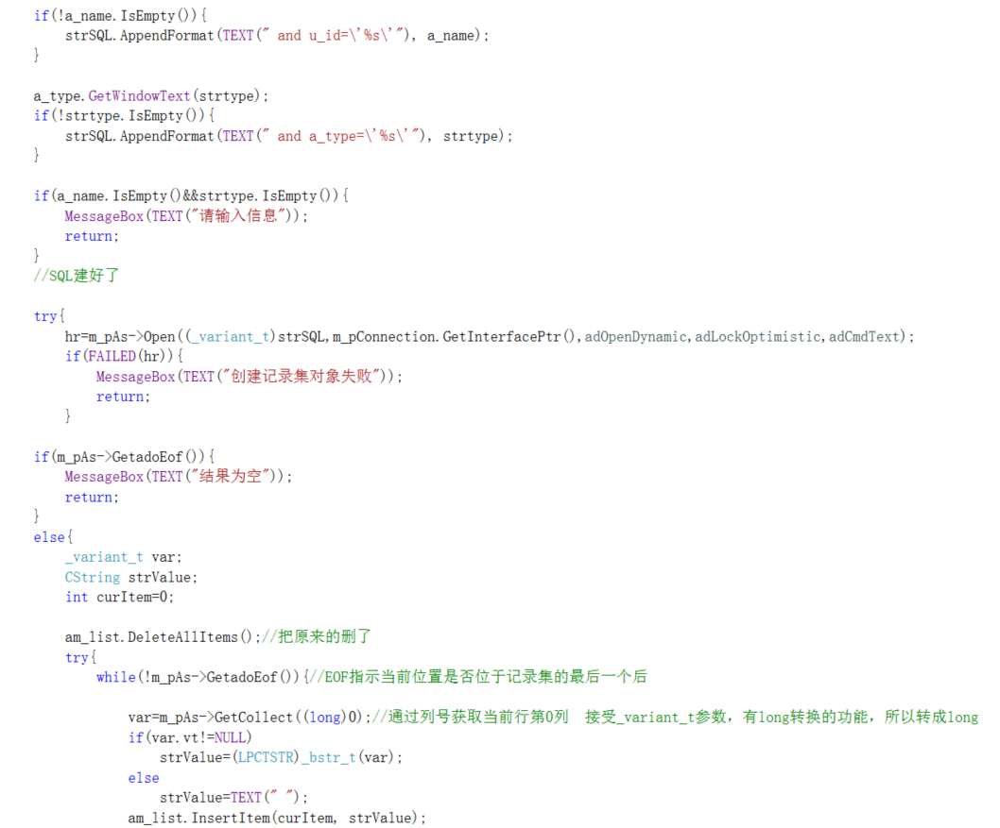 if(!a_name.IsEmpty()){
strSQL.AppendFormat(TEXT(" and u_id=\'%s\'"), a_name);
}
a_type.GetWindowText(strtype);
if(!strtype.IsEmpty()){
strSQL.AppendFormat(TEXT(" and a_type=\'%s\'"), strtype);
}
if(a_name.IsEmpty()&&strtype.IsEmpty()){
MessageBox(TEXT("请输入信息"));
return;
}
//SQL建好了
try{
hr=m_pAs->Open((_variant_t)strSQL,m_pConnection.GetInterfacePtr(),adOpenDynamic,adLockOptimistic,adCmdText);
if(FAILED(hr)){
MessageBox(TEXT("创建记录集对象失败"));
return;
}
if(m_pAs->GetadoEof()){
MessageBox(TEXT("结果为空"));
return;
}
else{
_variant_t var;
CString strValue;
int curItem=0;
am_list.DeleteAllItems();//把原来的删了
try{
while(!m_pAs->GetadoEof()){//EOF指示当前位置是否位于记录集的最后一个后
var=m_pAs->GetCollect((long)0);//通过列号获取当前行第0列 接受_variant_t参数，有long转换的功能，所以转成long
if(var.vt!=NULL)
strValue=(LPCTSTR)_bstr_t(var);
else
strValue=TEXT(" ");
am_list.InsertItem(curItem, strValue);